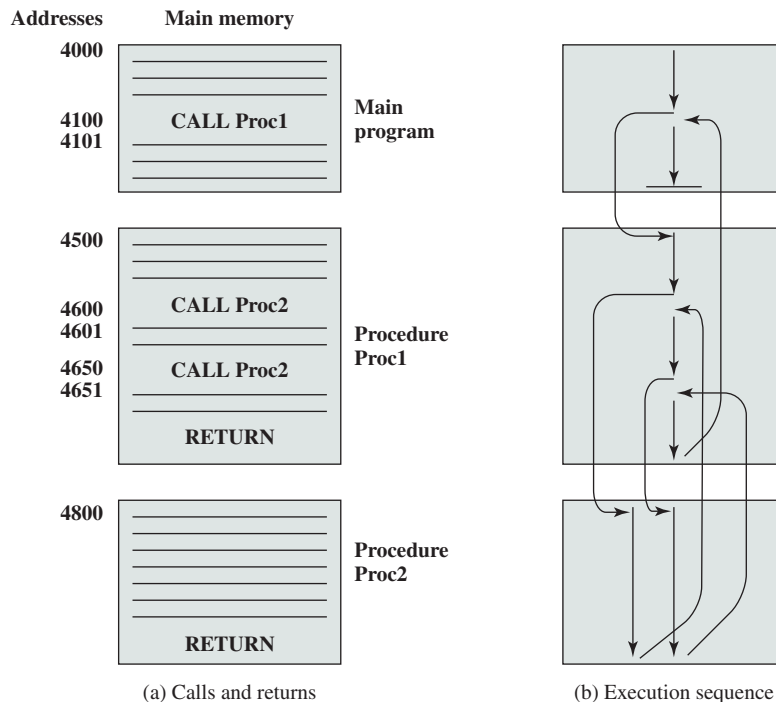 Addresses
Main memory
4000
4100
CALL Proc1
4101
Main
program
4500
4600
CALL Proc2
4601
4650
CALL Proc2
4651
RETURN
Procedure
Proc1
4800
RETURN
Procedure
Proc2
(a) Calls and returns
(b) Execution sequence